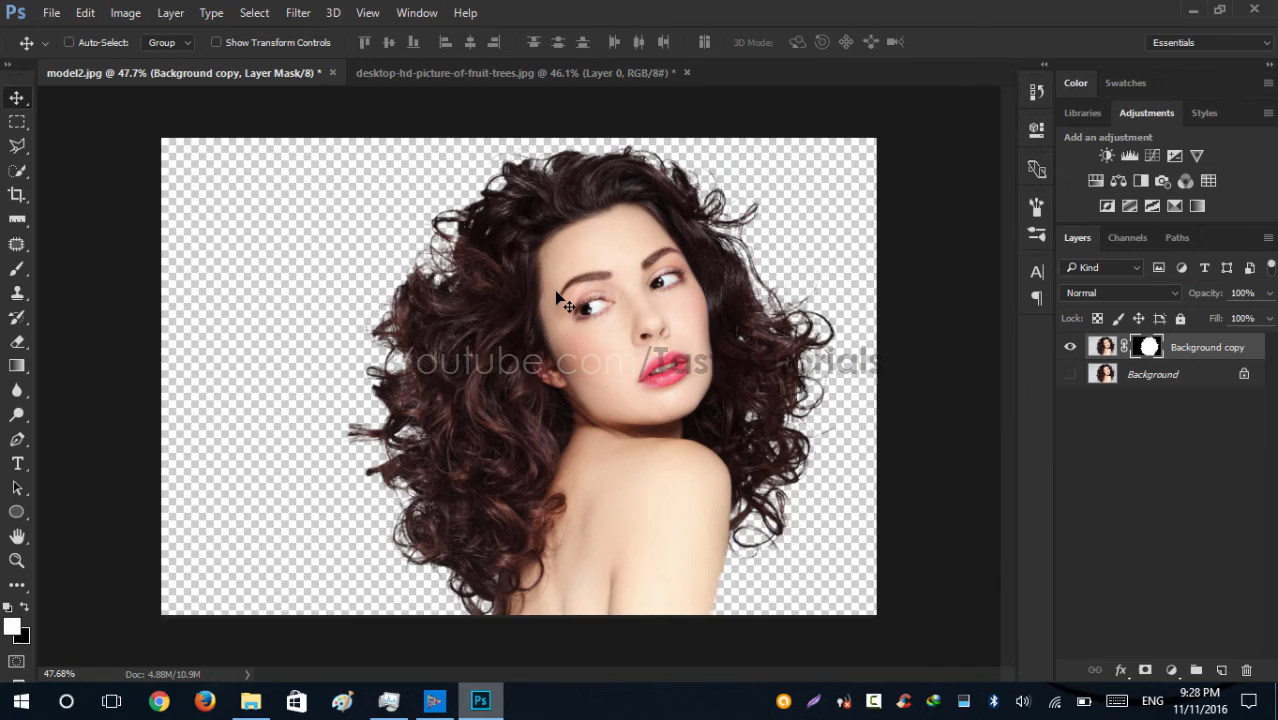 Ps File Edit Image Layer Type Select Filter 3D View Window Help
Auto-Select: Group Show Transform Controls 3D Mode: Essentials
model2.jpg @ 47.7% (Background copy, Layer Mask/8) * × desktop-hd-picture-of-fruit-trees.jpg @ 46.1% (Layer 0, RGB/8#) * ×
Color Swatches
Libraries Adjustments Styles
Add an adjustment
Layers Channels Paths
Kind
Normal Opacity: 100%
Lock: Fill: 100%
Background copy
Background
47.68% Doc: 4.88M/10.9M
Ps ENG 9:28 PM
11/11/2016